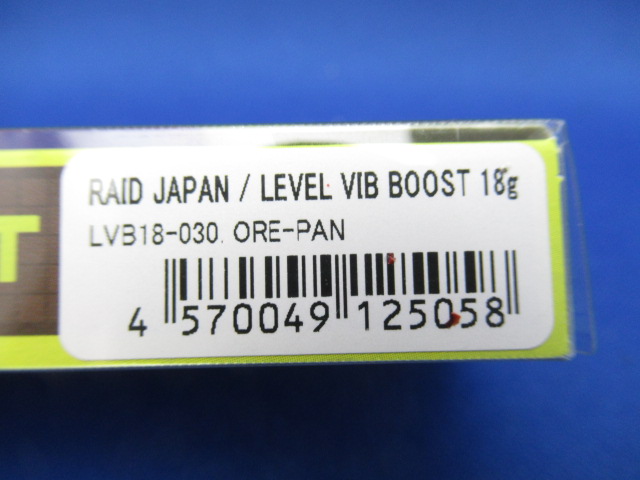 RAID JAPAN / LEVEL VIB BOOST 18g
LVB18-030. ORE-PAN
4 570049 125058
T